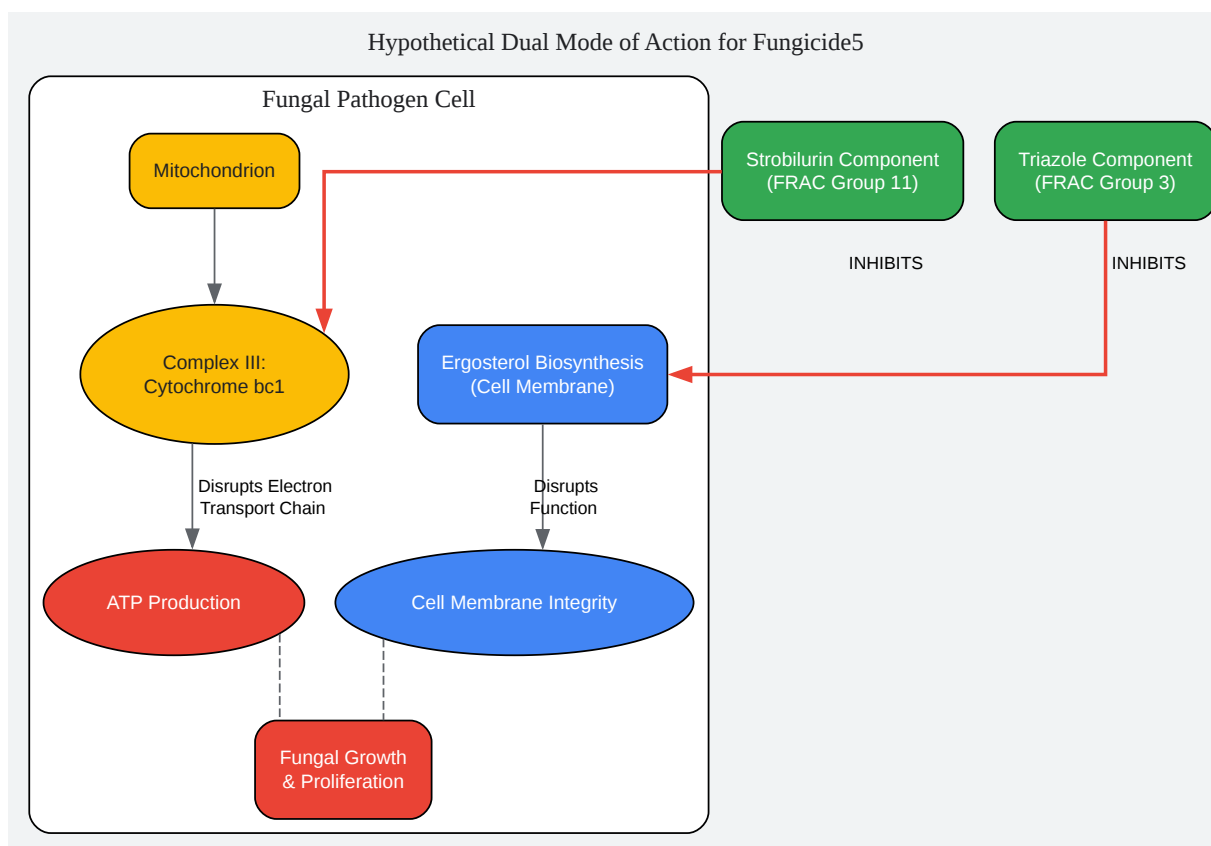 Hypothetical Dual Mode of Action for Fungicide5
Fungal Pathogen Cell
Mitochondrion
Strobilurin Component
(FRAC Group 11)
Triazole Component
(FRAC Group 3)
INHIBITS
INHIBITS
Complex III:
Cytochrome bc1
Ergosterol Biosynthesis
(Cell Membrane)
Disrupts Electron
Transport Chain
Disrupts
Function
ATP Production
Cell Membrane Integrity
Fungal Growth
& Proliferation